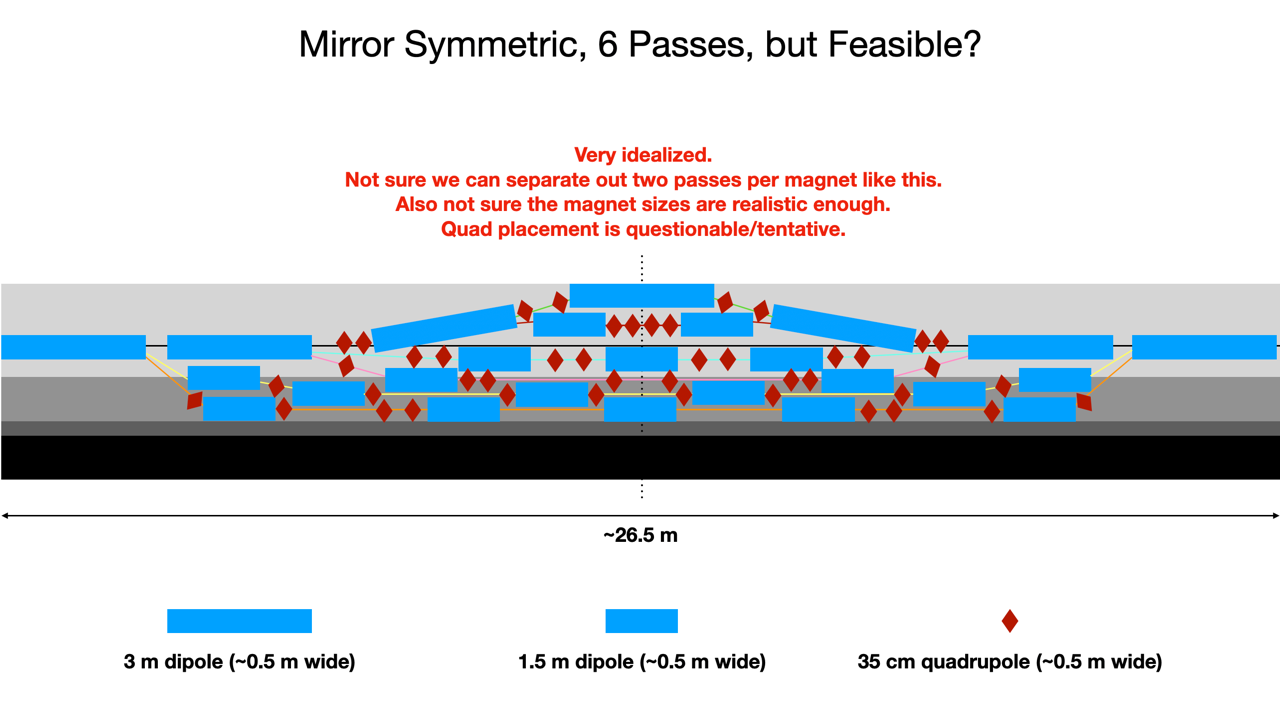 Mirror Symmetric, 6 Passes, but Feasible?
Very idealized.
Not sure we can separate out two passes per magnet like this.
Also not sure the magnet sizes are realistic enough.
Quad placement is questionable/tentative.
~26.5 m
3 m dipole (~0.5 m wide)
1.5 m dipole (~0.5 m wide)
35 cm quadrupole (~0.5 m wide)